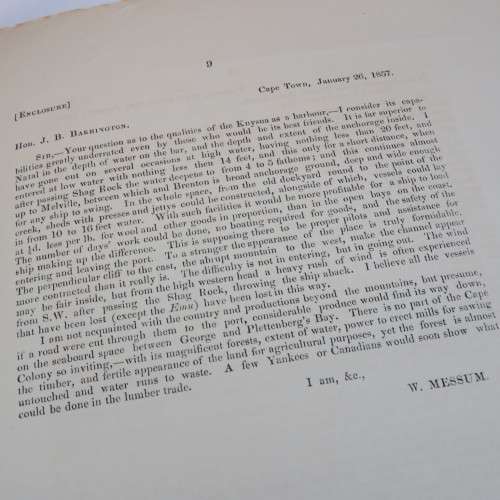 9
[ENCLOSURE]
Cape Town, January 26, 1857.
Hon. J. B. BARRINGTON.
SIR,—Your question as to the qualities of the Knysna as a harbour,—I consider its capa-
bilities greatly underrated even by those who would be its best friends. It is far superior to
Natal in the depth of water on the bar, and the depth and extent of the anchorage inside. I
have gone out on several occasions at high water, having nothing less than 20 feet, and
entered at low water with nothing less than 14 feet, and this only for a short distance, when
after passing Shag Rock the water deepens to from 4 to 5 fathoms; and this continues almost
up to Melville, between which and Brenton is broad anchorage ground, deep and wide enough
for any ship to swing. In the whole space, from the old dockyard round to the point of the
creek, sheds with presses and jettys could be constructed, alongside of which, vessels could lay
in from 10 to 16 feet water. With such facilities it would be more profitable for a ship to load
at ½d. less per lb. for wool and other goods in proportion, than in the open bays on the coast.
The number of days' work could be done, no boating required for goods, and the safety of the
ship making up the difference. This is supposing there to be proper pilots and assistance for
entering and leaving the port. To a stranger the appearance of the place is truly formidable.
The perpendicular cliff to the east, the abrupt mountain to the west, make the channel appear
more contracted than it really is. The difficulty is not in entering, but in going out. The wind
may be fair inside, but from the high western head a heavy rush of wind is often experienced
from S.W. after passing the Shag Rock, throwing the ship aback. I believe all the vessels
that have been lost (except the Emu) have been lost in this way.
I am not acquainted with the country and productions beyond the mountains, but presume,
if a road were cut through them to the port, considerable produce would find its way down,
on the seaboard space between George and Plettenberg's Bay. There is no part of the Cape
Colony so inviting,—with its magnificent forests, extent of water, power to erect mills for sawing
the timber, and fertile appearance of the land for agricultural purposes, yet the forest is almost
untouched and water runs to waste. A few Yankees or Canadians would soon show what
could be done in the lumber trade.
I am, &c.,
W. MESSUM.